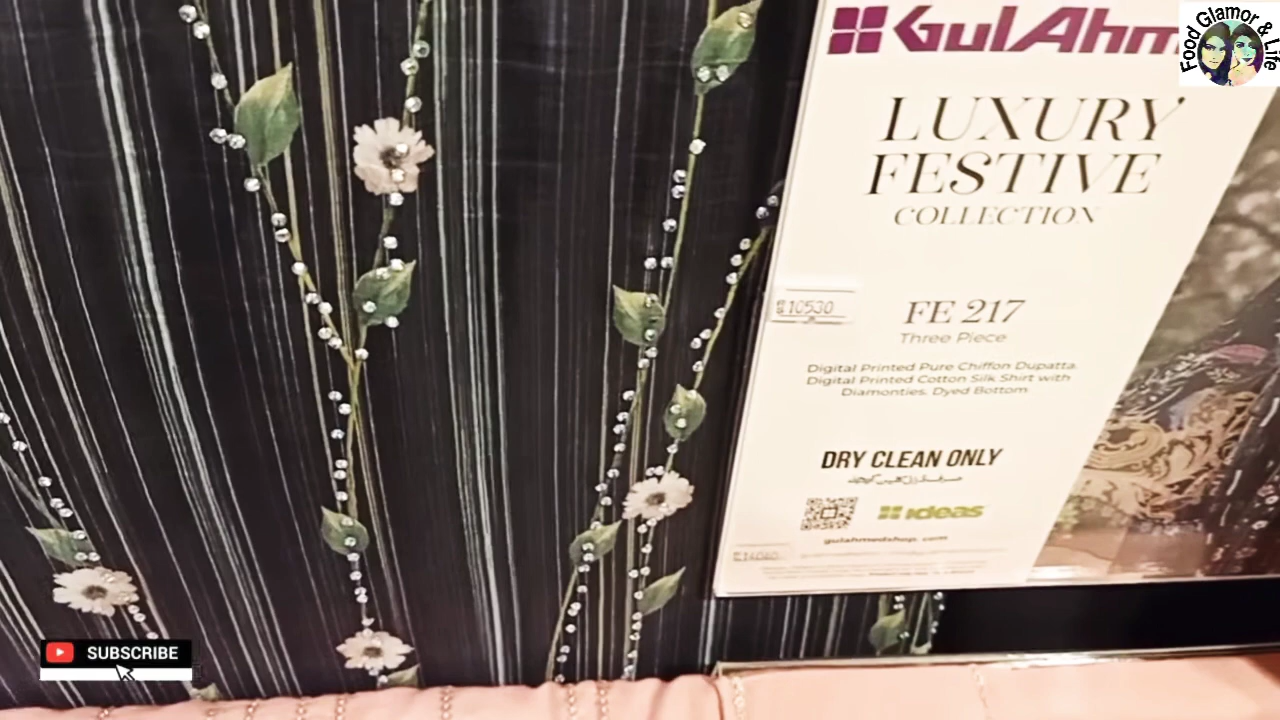 GulAhm
Food Glamor & Life
LUXURY
FESTIVE
COLLECTION
10530
FE 217
Three Piece
Digital Printed Pure Chiffon Dupatta,
Digital Printed Cotton Silk Shirt with
Diamonties, Dyed Bottom
DRY CLEAN ONLY
ideas
gulahmedshop.com
SUBSCRIBE